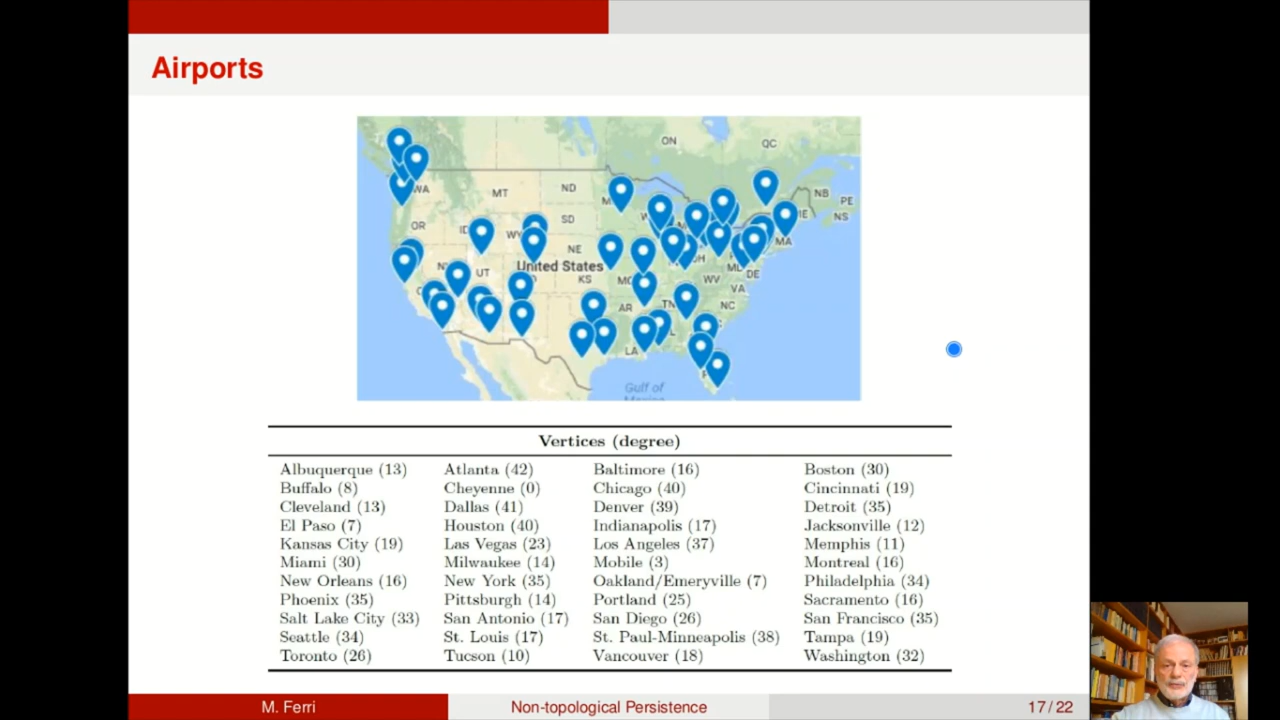 Airports
ON
QC
WA
MT
ND
NB
PE
NS
OR
SD
WY
NE
MA
United States
UT
KS
WV
DE
VA
AR
TN
NC
LA
Gulf of
Vertices (degree)
Albuquerque (13) Atlanta (42) Baltimore (16) Boston (30)
Buffalo (8) Cheyenne (0) Chicago (40) Cincinnati (19)
Cleveland (13) Dallas (41) Denver (39) Detroit (35)
El Paso (7) Houston (40) Indianapolis (17) Jacksonville (12)
Kansas City (19) Las Vegas (23) Los Angeles (37) Memphis (11)
Miami (30) Milwaukee (14) Mobile (3) Montreal (16)
New Orleans (16) New York (35) Oakland/Emeryville (7) Philadelphia (34)
Phoenix (35) Pittsburgh (14) Portland (25) Sacramento (16)
Salt Lake City (33) San Antonio (17) San Diego (26) San Francisco (35)
Seattle (34) St. Louis (17) St. Paul-Minneapolis (38) Tampa (19)
Toronto (26) Tucson (10) Vancouver (18) Washington (32)
M. Ferri Non-topological Persistence 17/22